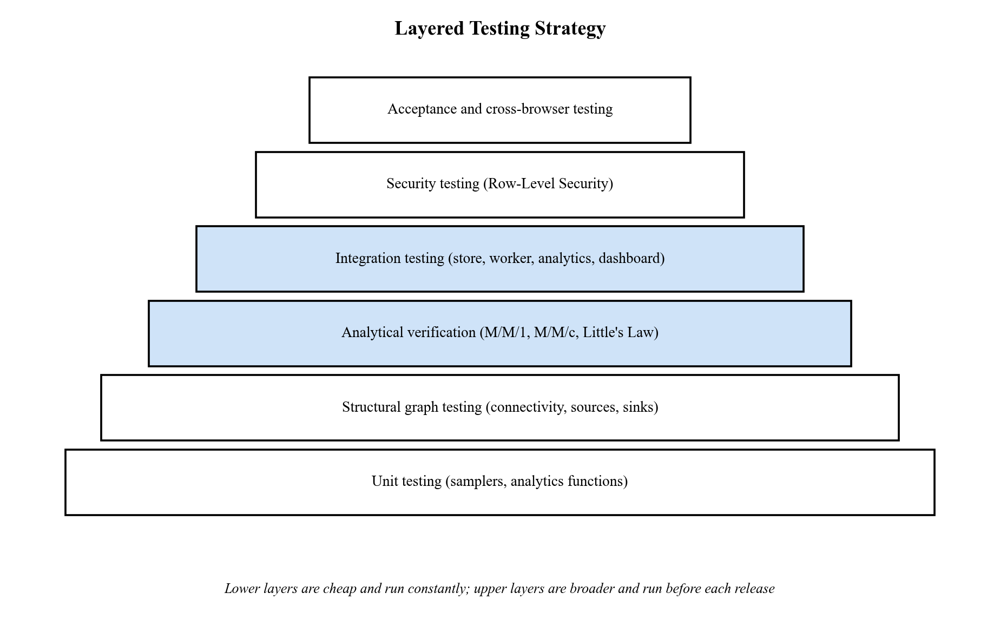 Layered Testing Strategy
Acceptance and cross-browser testing
Security testing (Row-Level Security)
Integration testing (store, worker, analytics, dashboard)
Analytical verification (M/M/1, M/M/c, Little's Law)
Structural graph testing (connectivity, sources, sinks)
Unit testing (samplers, analytics functions)
Lower layers are cheap and run constantly; upper layers are broader and run before each release